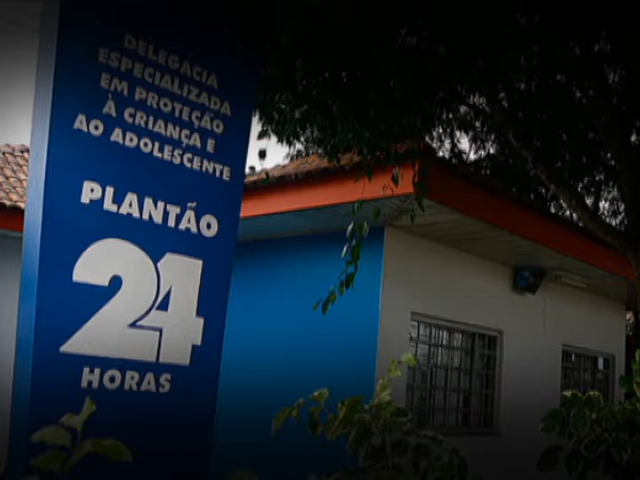 DELEGACIA
ESPECIALIZADA
EM PROTEÇÃO
À CRIANÇA E
AO ADOLESCENTE
PLANTÃO
24
HORAS